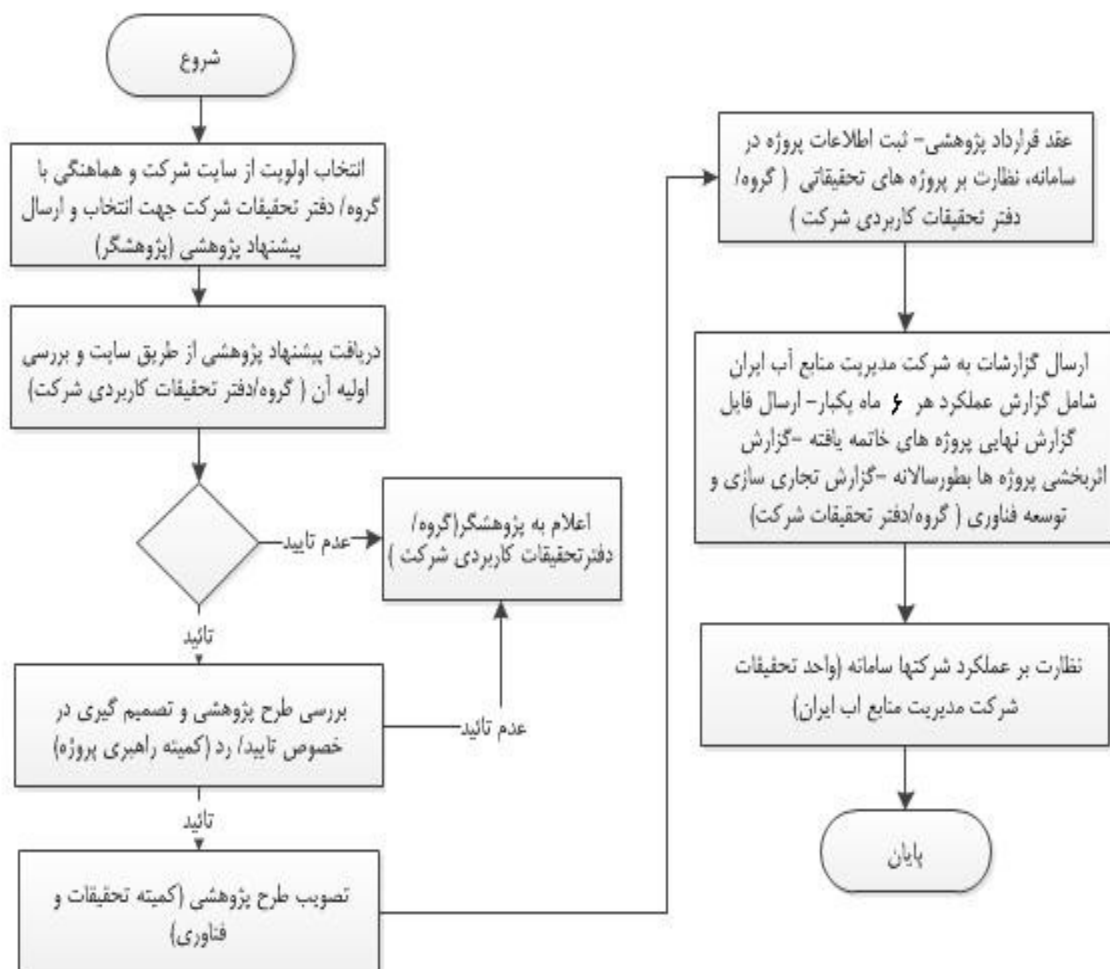 شروع
انتخاب اولویت از سایت شرکت و هماهنگی با
گروه/ دفتر تحقیقات شرکت جهت انتخاب و ارسال
پیشنهاد پژوهشی (پژوهشگر)
دریافت پیشنهاد پژوهشی از طریق سایت و بررسی
اولیه آن ( گروه/دفتر تحقیقات کاربردی شرکت)
عدم تایید
اعلام به پژوهشگر(گروه/
دفترتحقیقات کاربردی شرکت )
تائید
بررسی طرح پژوهشی و تصمیم گیری در
خصوص تایید/ رد (کمیته راهبری پروژه)
عدم تائید
تائید
تصویب طرح پژوهشی (کمیته تحقیقات و
فناوری)
عقد قرارداد پژوهشی- ثبت اطلاعات پروژه در
سامانه، نظارت بر پروژه های تحقیقاتی ( گروه/
دفتر تحقیقات کاربردی شرکت )
ارسال گزارشات به شرکت مدیریت منابع آب ایران
شامل گزارش عملکرد هر ۶ ماه یکبار- ارسال فایل
گزارش نهایی پروژه های خاتمه یافته -گزارش
اثربخشی پروژه ها بطورسالانه -گزارش تجاری سازی و
توسعه فناوری ( گروه/دفتر تحقیقات شرکت)
نظارت بر عملکرد شرکتها سامانه (واحد تحقیقات
شرکت مدیریت منابع اب ایران)
پایان